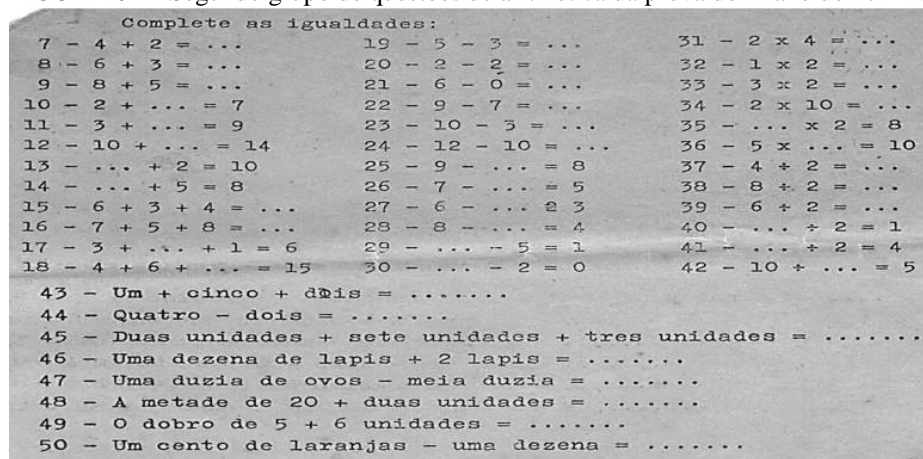 Complete as igualdades:
7 - 4 + 2 = ...
8 - 6 + 3 = ...
9 - 8 + 5 = ...
10 - 2 + ... = 7
11 - 3 + ... = 9
12 - 10 + ... = 14
13 - ... + 2 = 10
14 - ... + 5 = 8
15 - 6 + 3 + 4 = ...
16 - 7 + 5 + 8 = ...
17 - 3 + ... + 1 = 6
18 - 4 + 6 + ... = 15
19 - 5 - 3 = ...
20 - 2 - 2 = ...
21 - 6 - 0 = ...
22 - 9 - 7 = ...
23 - 10 - 3 = ...
24 - 12 - 10 = ...
25 - 9 - ... = 8
26 - 7 - ... = 5
27 - 6 - ... = 3
28 - 8 - ... = 4
29 - ... - 5 = 1
30 - ... - 2 = 0
31 - 2 x 4 = ...
32 - 1 x 2 = ...
33 - 3 x 2 = ...
34 - 2 x 10 = ...
35 - ... x 2 = 8
36 - 5 x ... = 10
37 - 4 ÷ 2 = ...
38 - 8 ÷ 2 = ...
39 - 6 ÷ 2 = ...
40 - ... ÷ 2 = 1
41 - ... ÷ 2 = 4
42 - 10 ÷ ... = 5
43 - Um + cinco + dois = .......
44 - Quatro - dois = .......
45 - Duas unidades + sete unidades + tres unidades = .......
46 - Uma dezena de lapis + 2 lapis = .......
47 - Uma duzia de ovos - meia duzia = .......
48 - A metade de 20 + duas unidades = .......
49 - O dobro de 5 + 6 unidades = .......
50 - Um cento de laranjas - uma dezena = .......